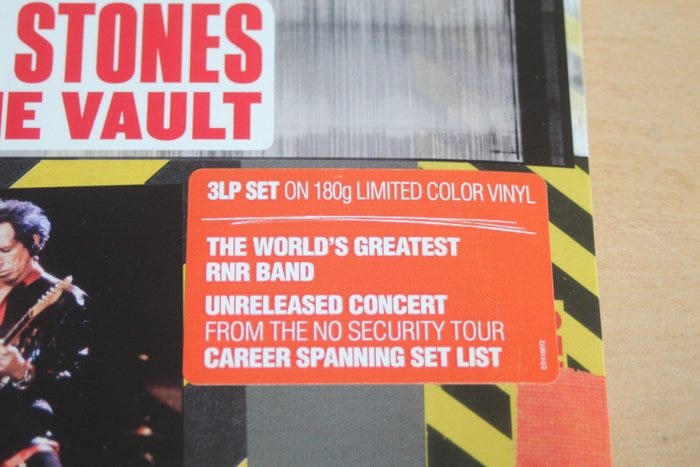 STONES
E VAULT
3LP SET ON 180g LIMITED COLOR VINYL
THE WORLD'S GREATEST
RNR BAND
UNRELEASED CONCERT
FROM THE NO SECURITY TOUR
CAREER SPANNING SET LIST